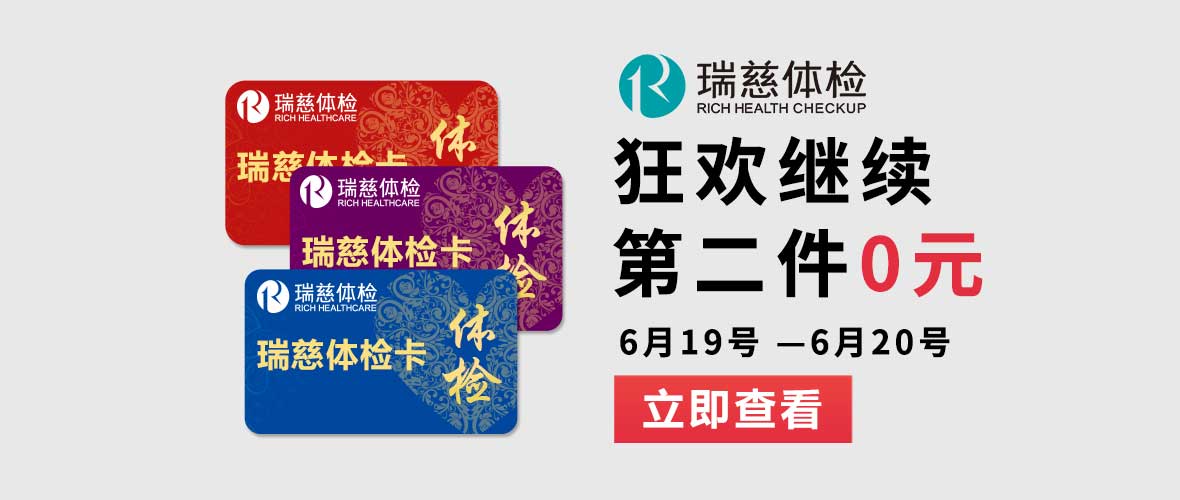 瑞慈体检
RICH HEALTHCARE
瑞慈体检卡
体
瑞慈体检
RICH HEALTHCARE
瑞慈体检卡
体检
瑞慈体检
RICH HEALTHCARE
瑞慈体检卡
体检
瑞慈体检
RICH HEALTH CHECKUP
狂欢继续
第二件0元
6月19号 —6月20号
立即查看